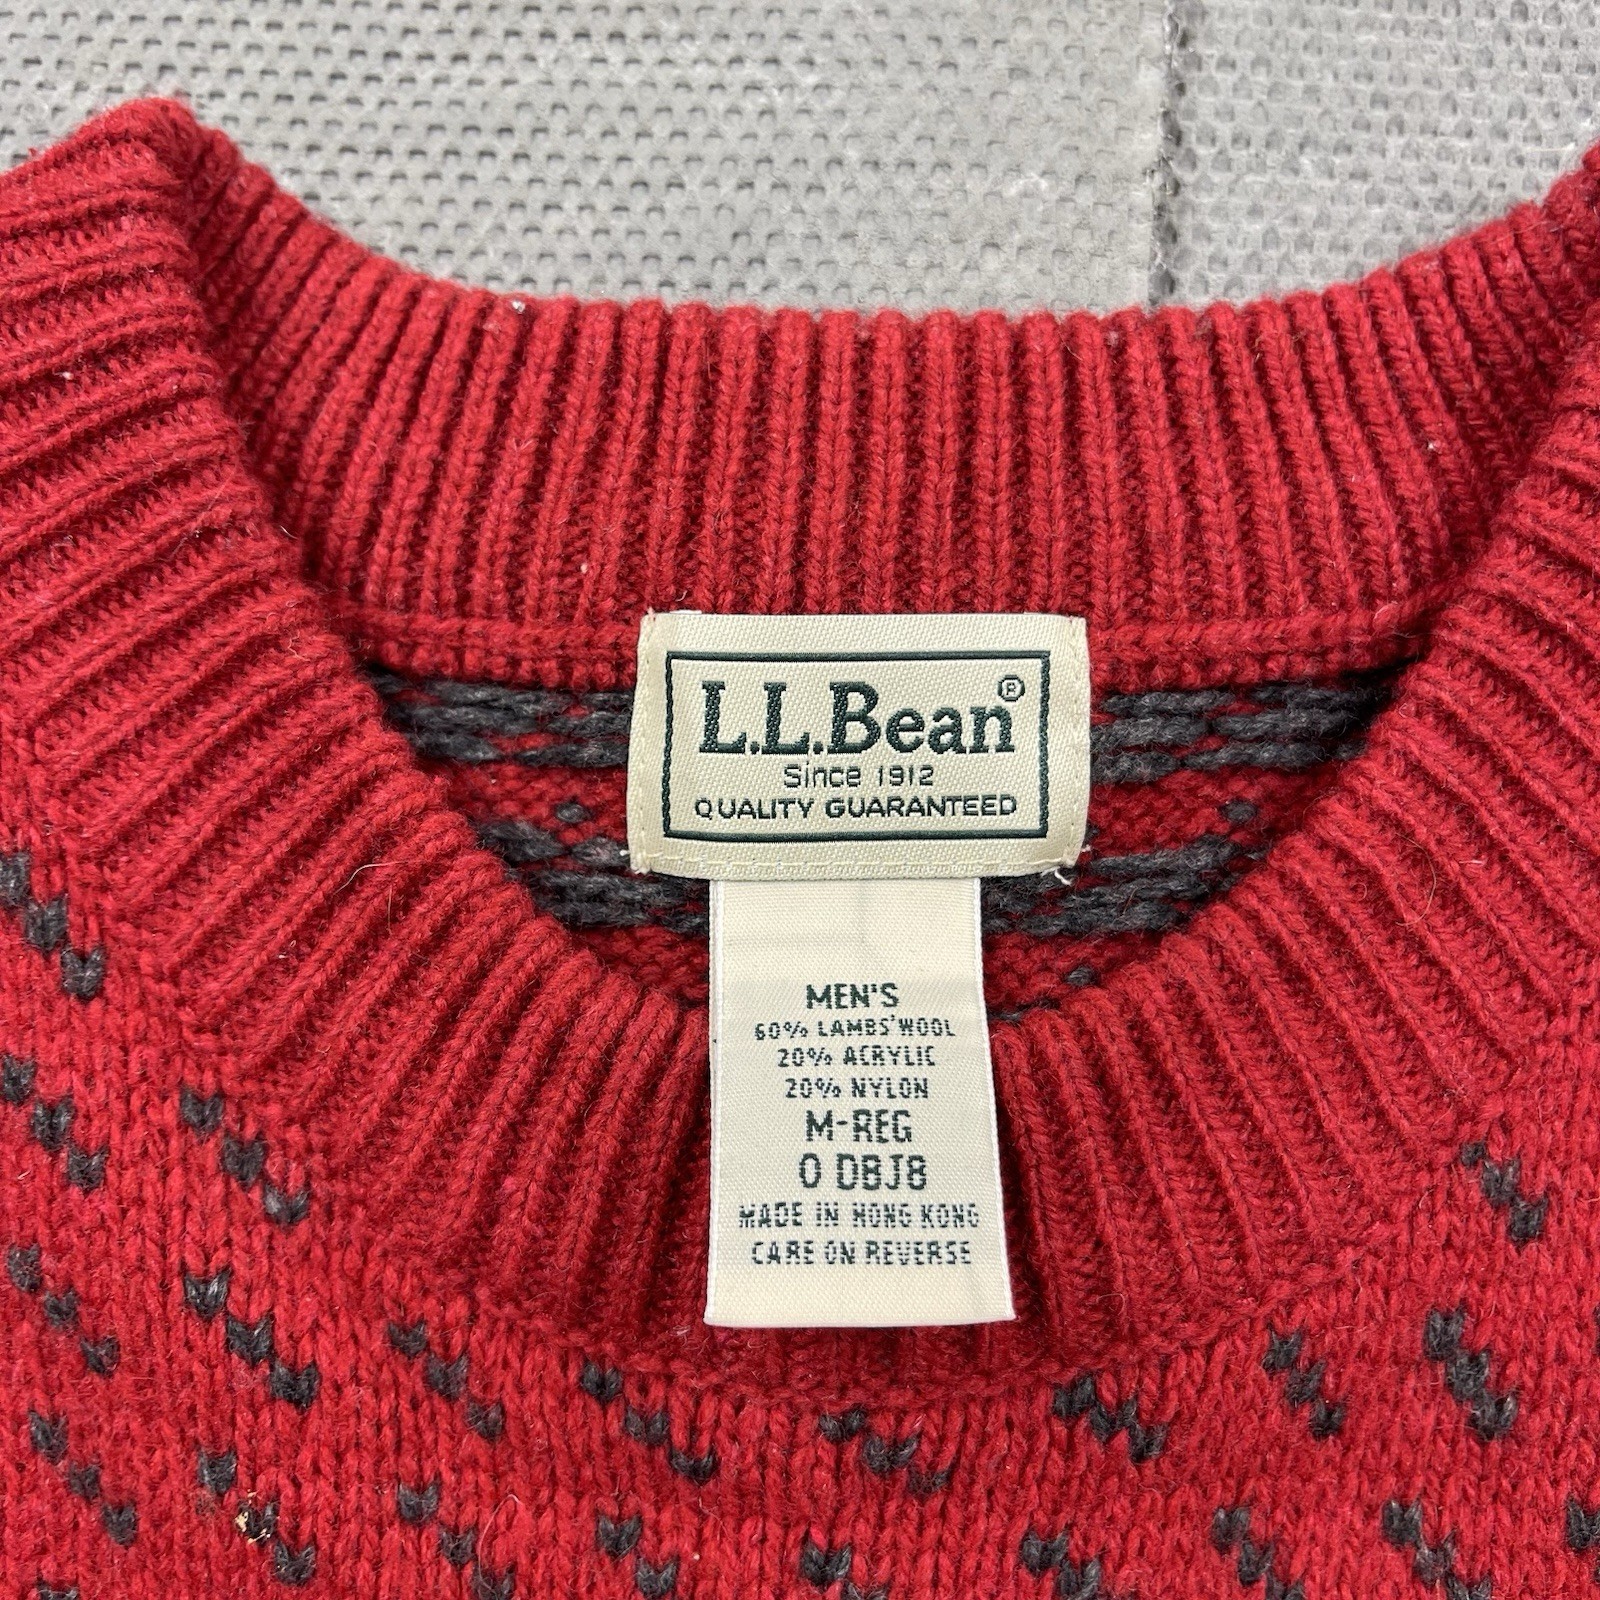 L.L.Bean®
Since 1912
QUALITY GUARANTEED
MEN'S
60% LAMBS'WOOL
20% ACRYLIC
20% NYLON
M-REG
0 D8J8
MADE IN HONG KONG
CARE ON REVERSE